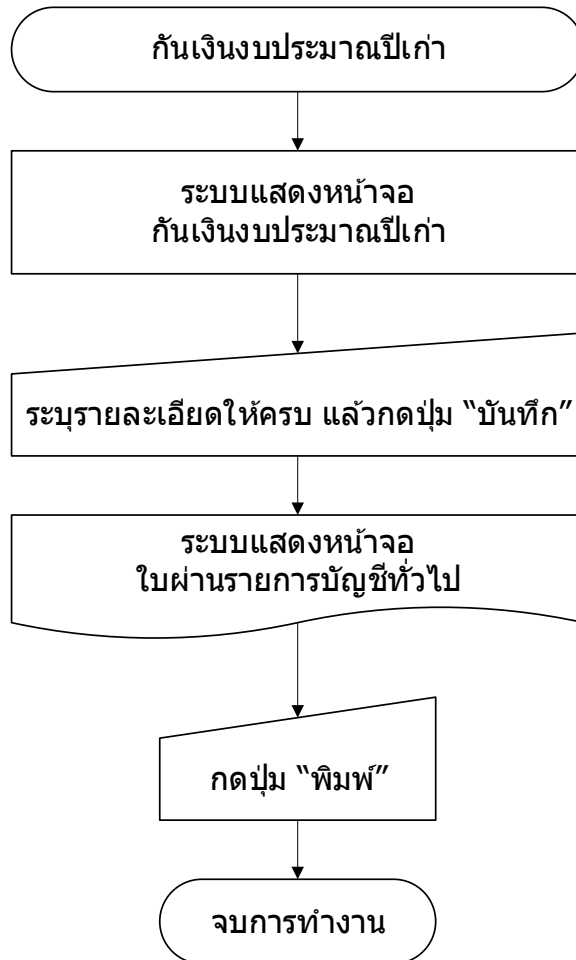 กันเงินงบประมาณปีเก่า
ระบบแสดงหน้าจอ
กันเงินงบประมาณปีเก่า
ระบุรายละเอียดให้ครบ แล้วกดปุ่ม “บันทึก”
ระบบแสดงหน้าจอ
ใบผ่านรายการบัญชีทั่วไป
กดปุ่ม “พิมพ์”
จบการทำงาน